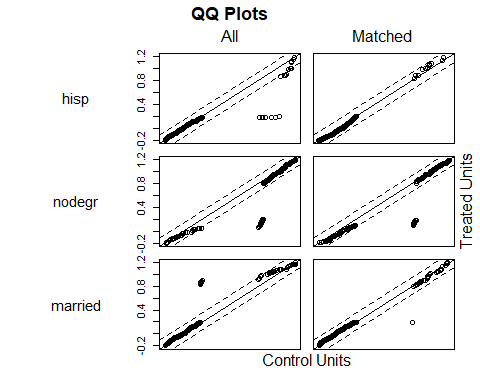 QQ Plots
All Matched
hisp
-0.2 0.4 0.8 1.2
nodegr
-0.2 0.4 0.8 1.2
married
-0.2 0.4 0.8 1.2
Treated Units
Control Units